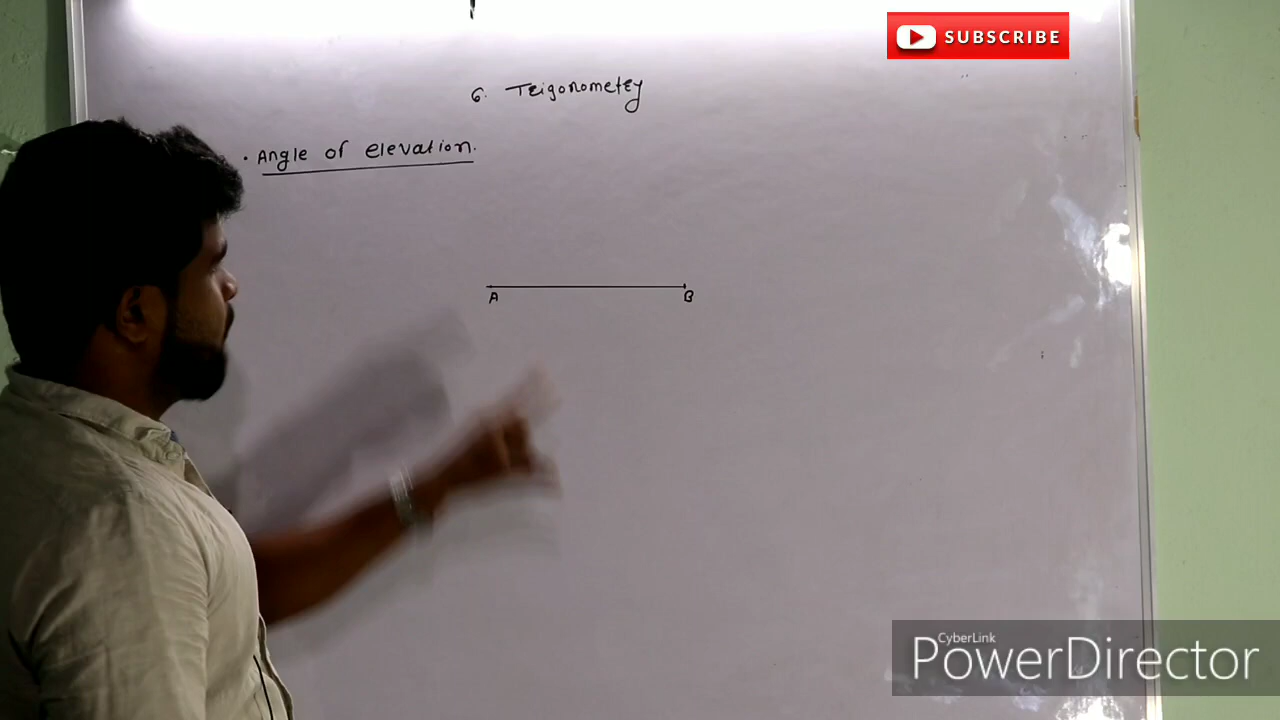 SUBSCRIBE
6. Trigonometry
• Angle of elevation.
A B
CyberLink
PowerDirector